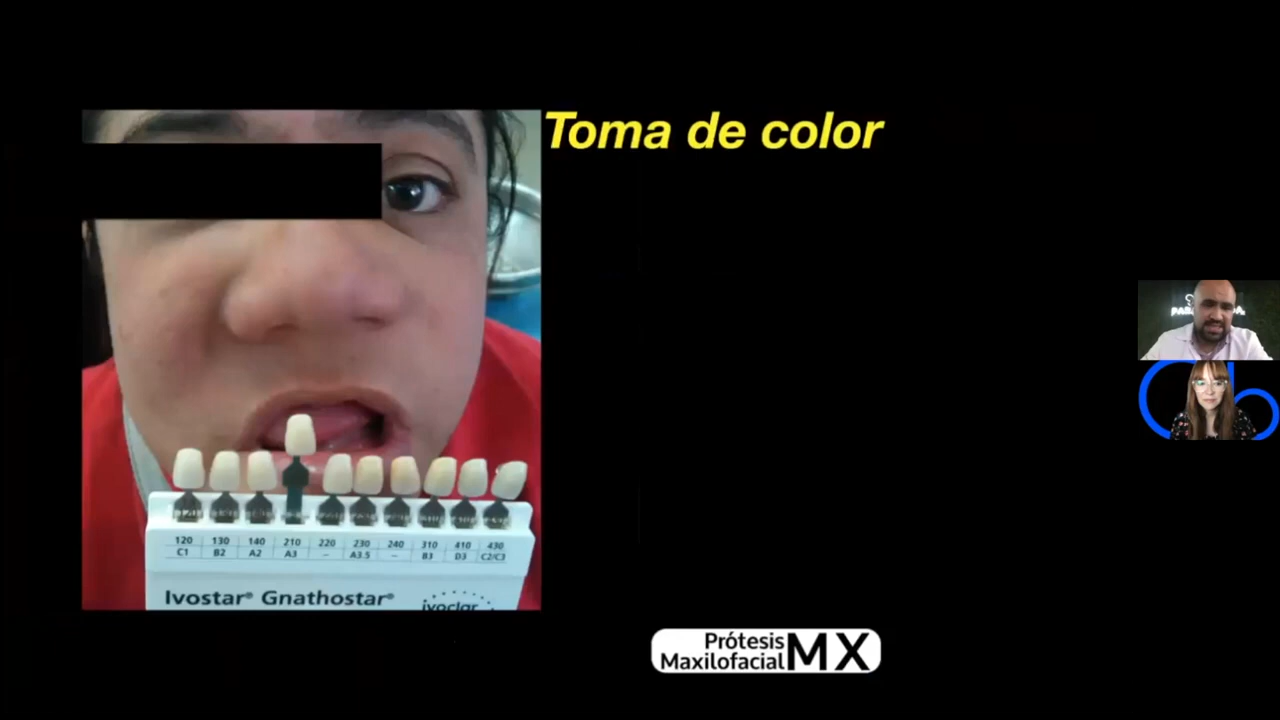 Toma de color
120 130 140 210 220 230 240 310 410 430
C1 B2 A2 A3 – A3.5 – B3 D3 C2/C3
Ivostar® Gnathostar®
ivoclar
Prótesis
Maxilofacial MX